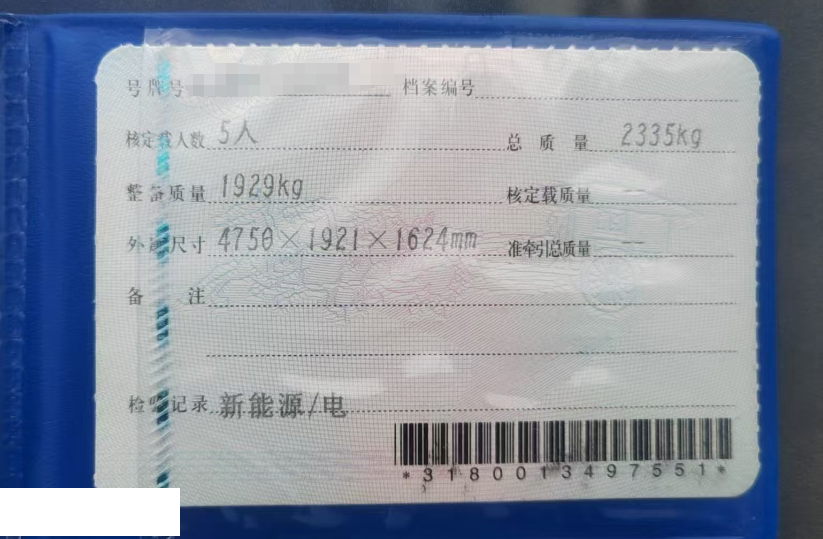 号牌号 档案编号
核定载人数 5人 总质量 2335kg
整备质量 1929kg 核定载质量 --
外廓尺寸 4750×1921×1624mm 准牵引总质量 --
备注
检验记录 新能源/电
*3180013497551*